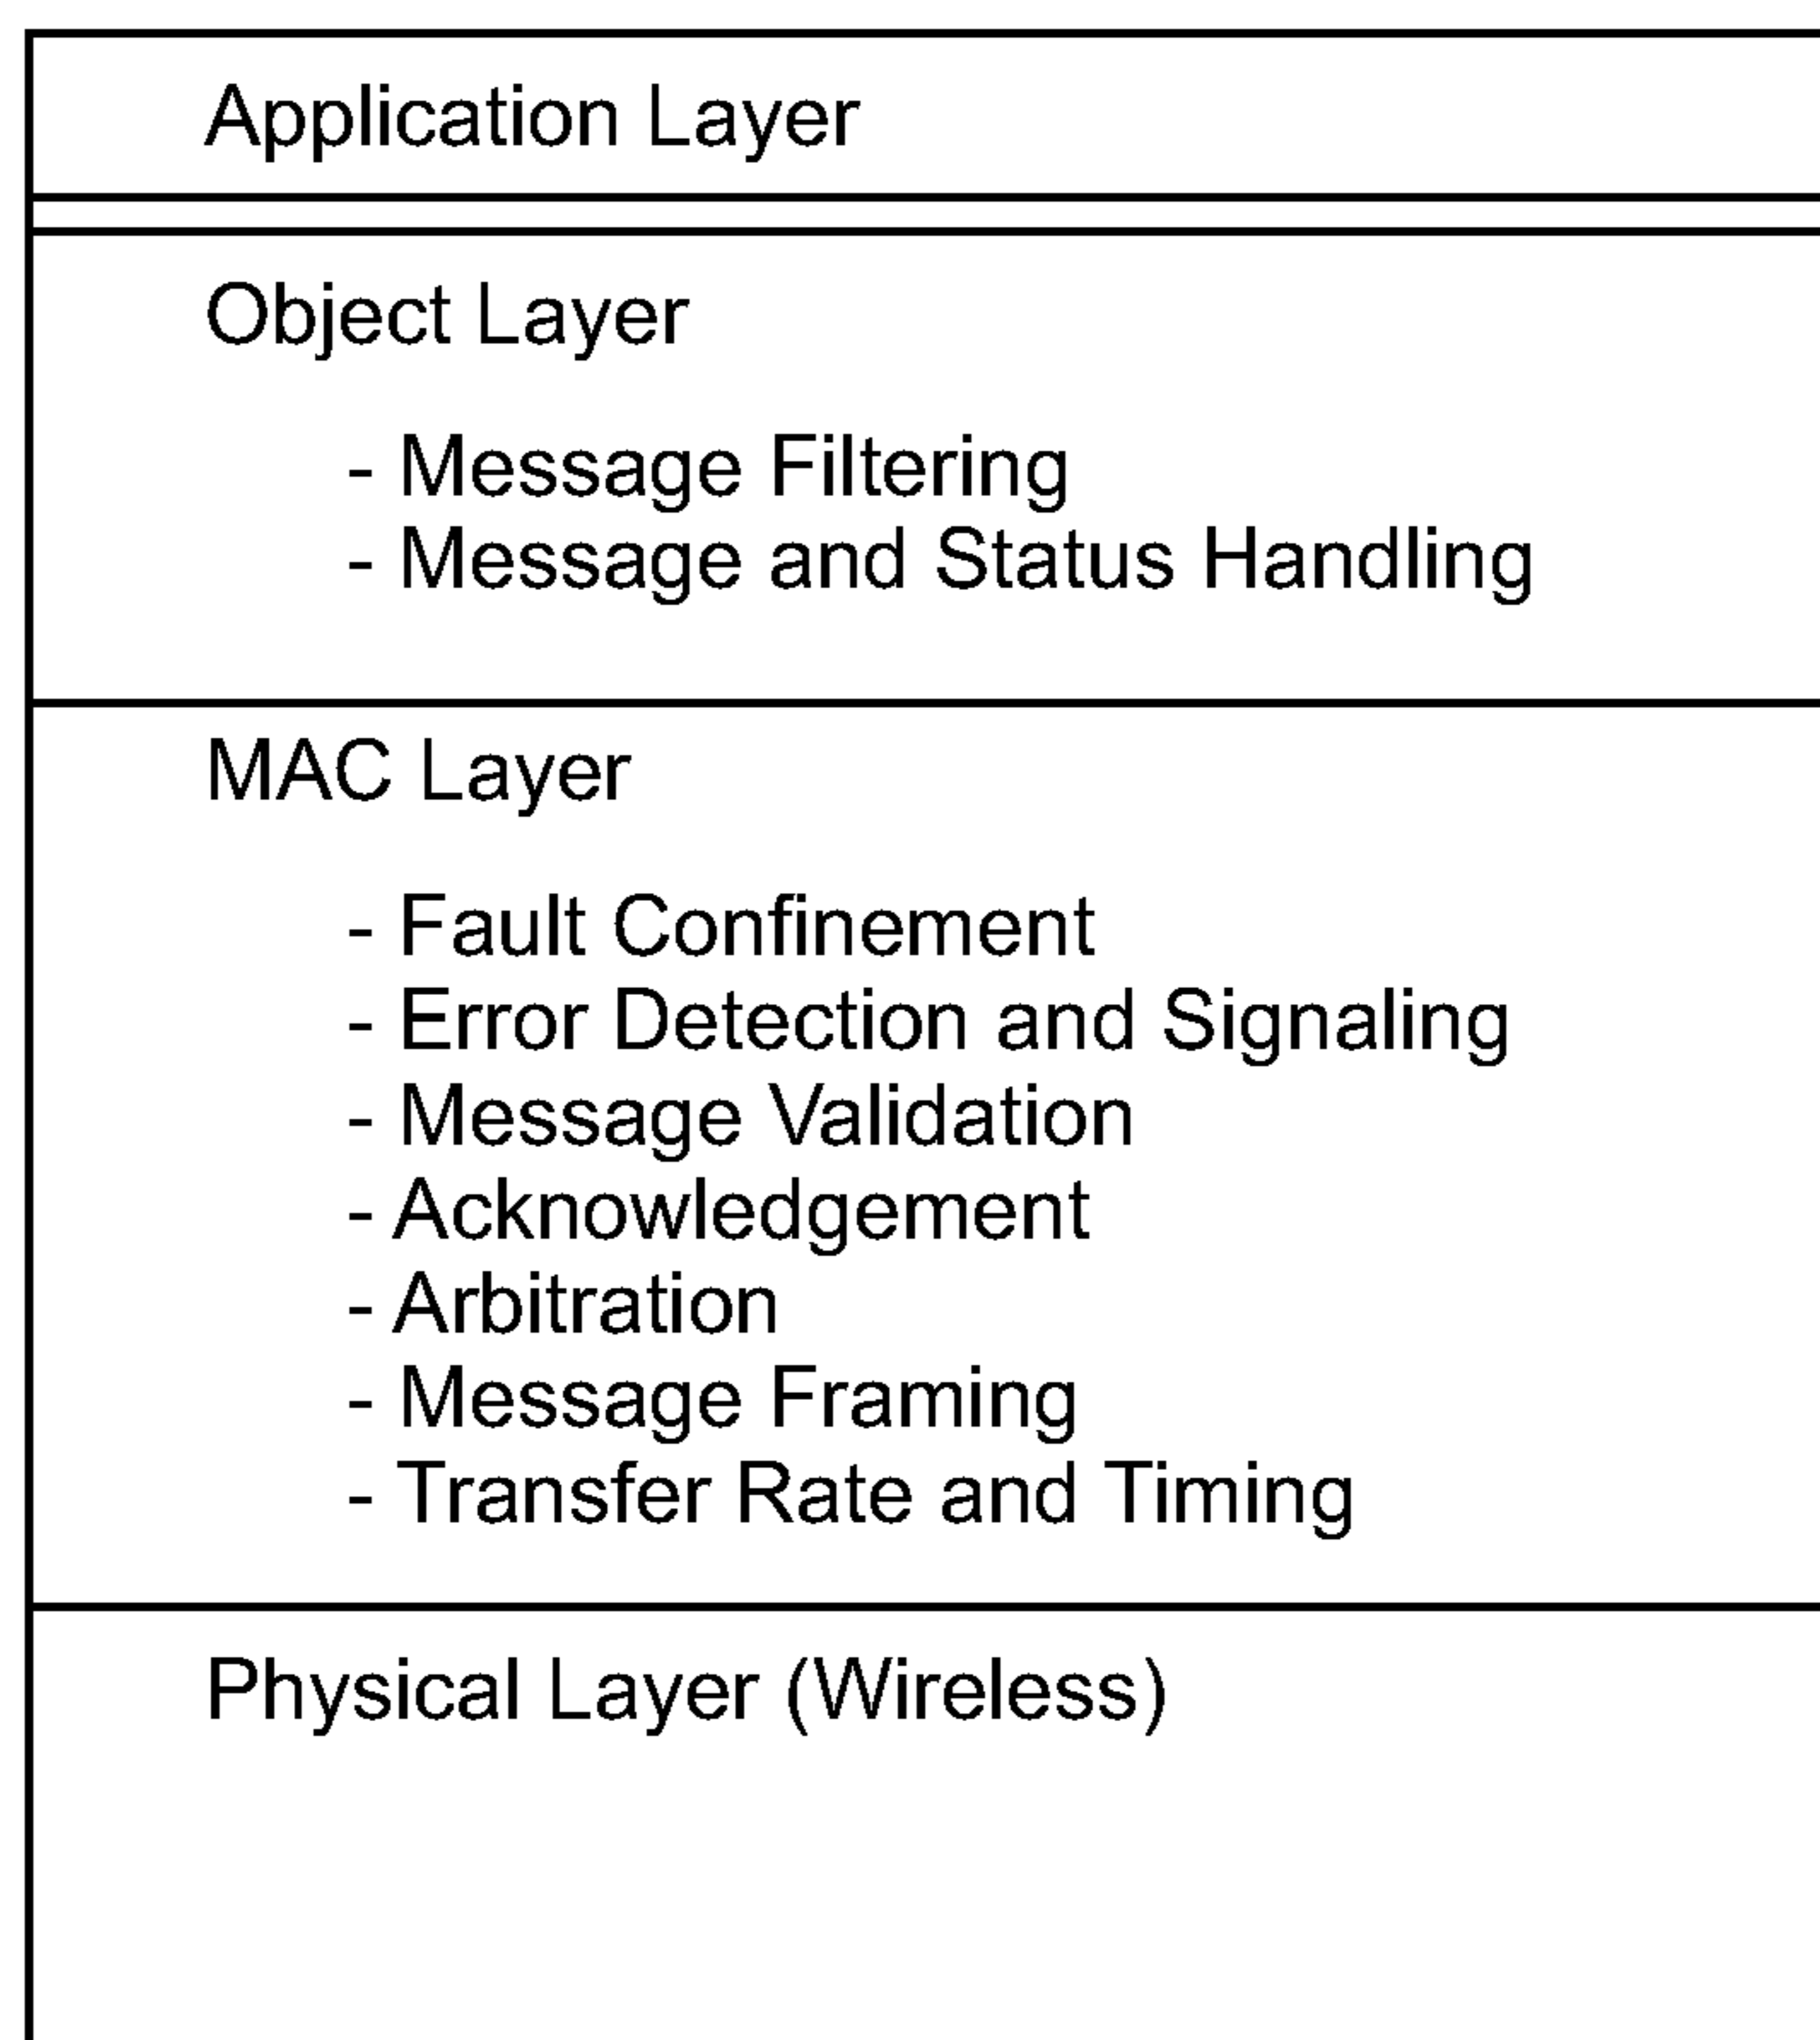 Application Layer
Object Layer
- Message Filtering
- Message and Status Handling
MAC Layer
- Fault Confinement
- Error Detection and Signaling
- Message Validation
- Acknowledgement
- Arbitration
- Message Framing
- Transfer Rate and Timing
Physical Layer (Wireless)